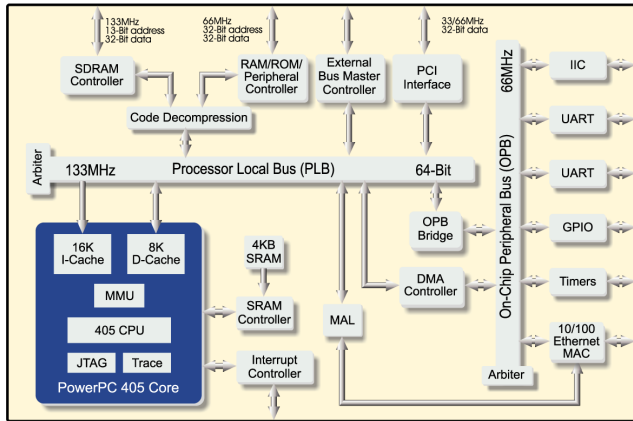 133MHz
13-Bit address
32-Bit data
66MHz
32-Bit address
32-Bit data
33/66MHz
32-Bit data
SDRAM
Controller
RAM/ROM/
Peripheral
Controller
External
Bus Master
Controller
PCI
Interface
Code Decompression
Arbiter
133MHz
Processor Local Bus (PLB)
64-Bit
66MHz
On-Chip Peripheral Bus (OPB)
Arbiter
IIC
UART
UART
GPIO
Timers
10/100
Ethernet
MAC
OPB
Bridge
DMA
Controller
MAL
4KB
SRAM
SRAM
Controller
Interrupt
Controller
16K
I-Cache
8K
D-Cache
MMU
405 CPU
JTAG
Trace
PowerPC 405 Core